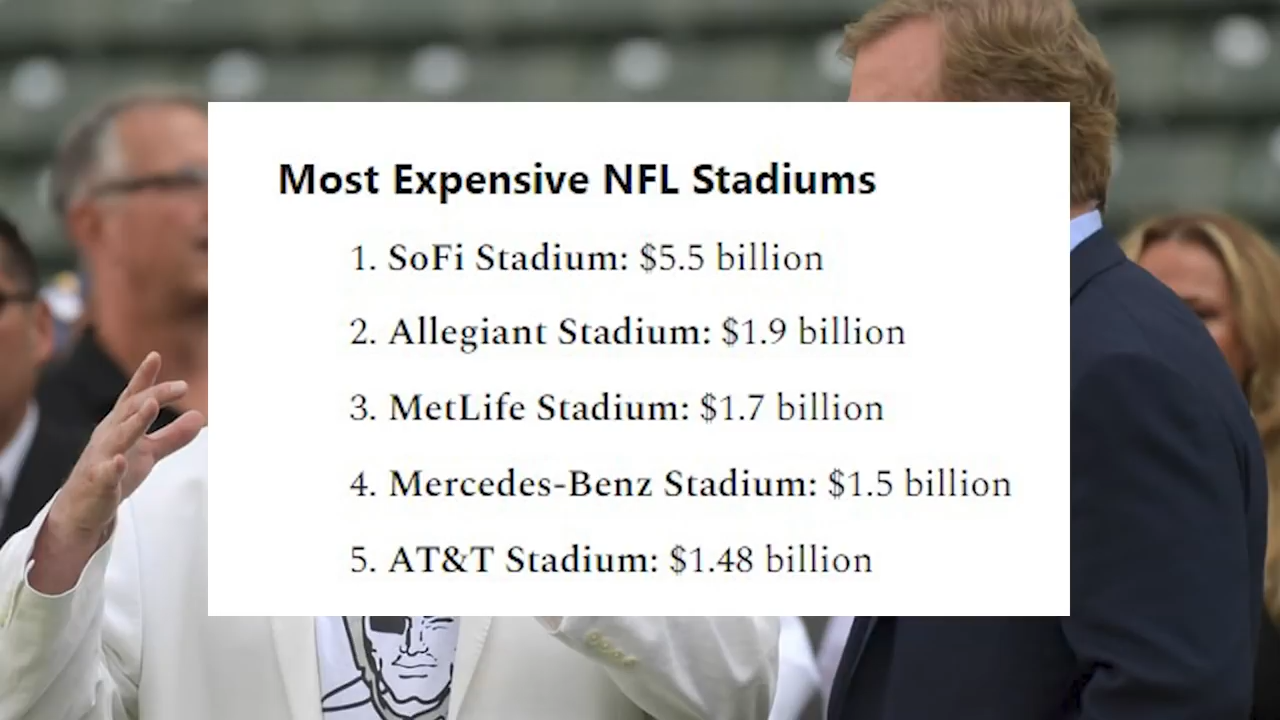 Most Expensive NFL Stadiums
1. SoFi Stadium: $5.5 billion
2. Allegiant Stadium: $1.9 billion
3. MetLife Stadium: $1.7 billion
4. Mercedes-Benz Stadium: $1.5 billion
5. AT&T Stadium: $1.48 billion